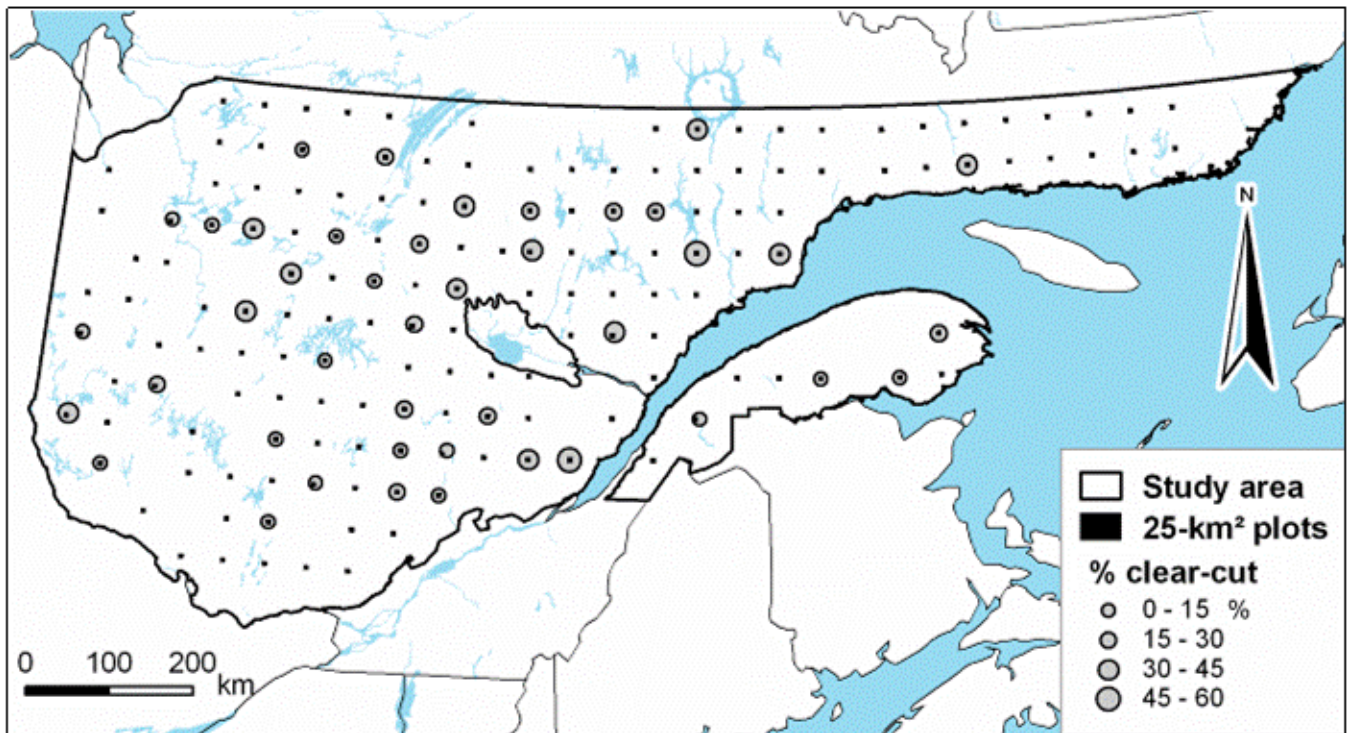 N
Study area
25-km² plots
% clear-cut
0 - 15 %
15 - 30
30 - 45
45 - 60
0 100 200
km